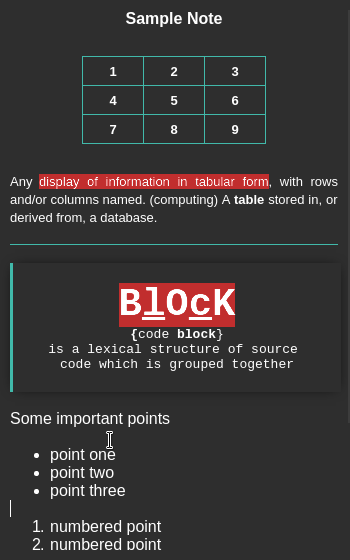 Sample Note
1 2 3
4 5 6
7 8 9
Any display of information in tabular form, with rows
and/or columns named. (computing) A table stored in, or
derived from, a database.
BlOcK
{code block}
is a lexical structure of source
code which is grouped together
Some important points
• point one
• point two
• point three
1. numbered point
2. numbered point